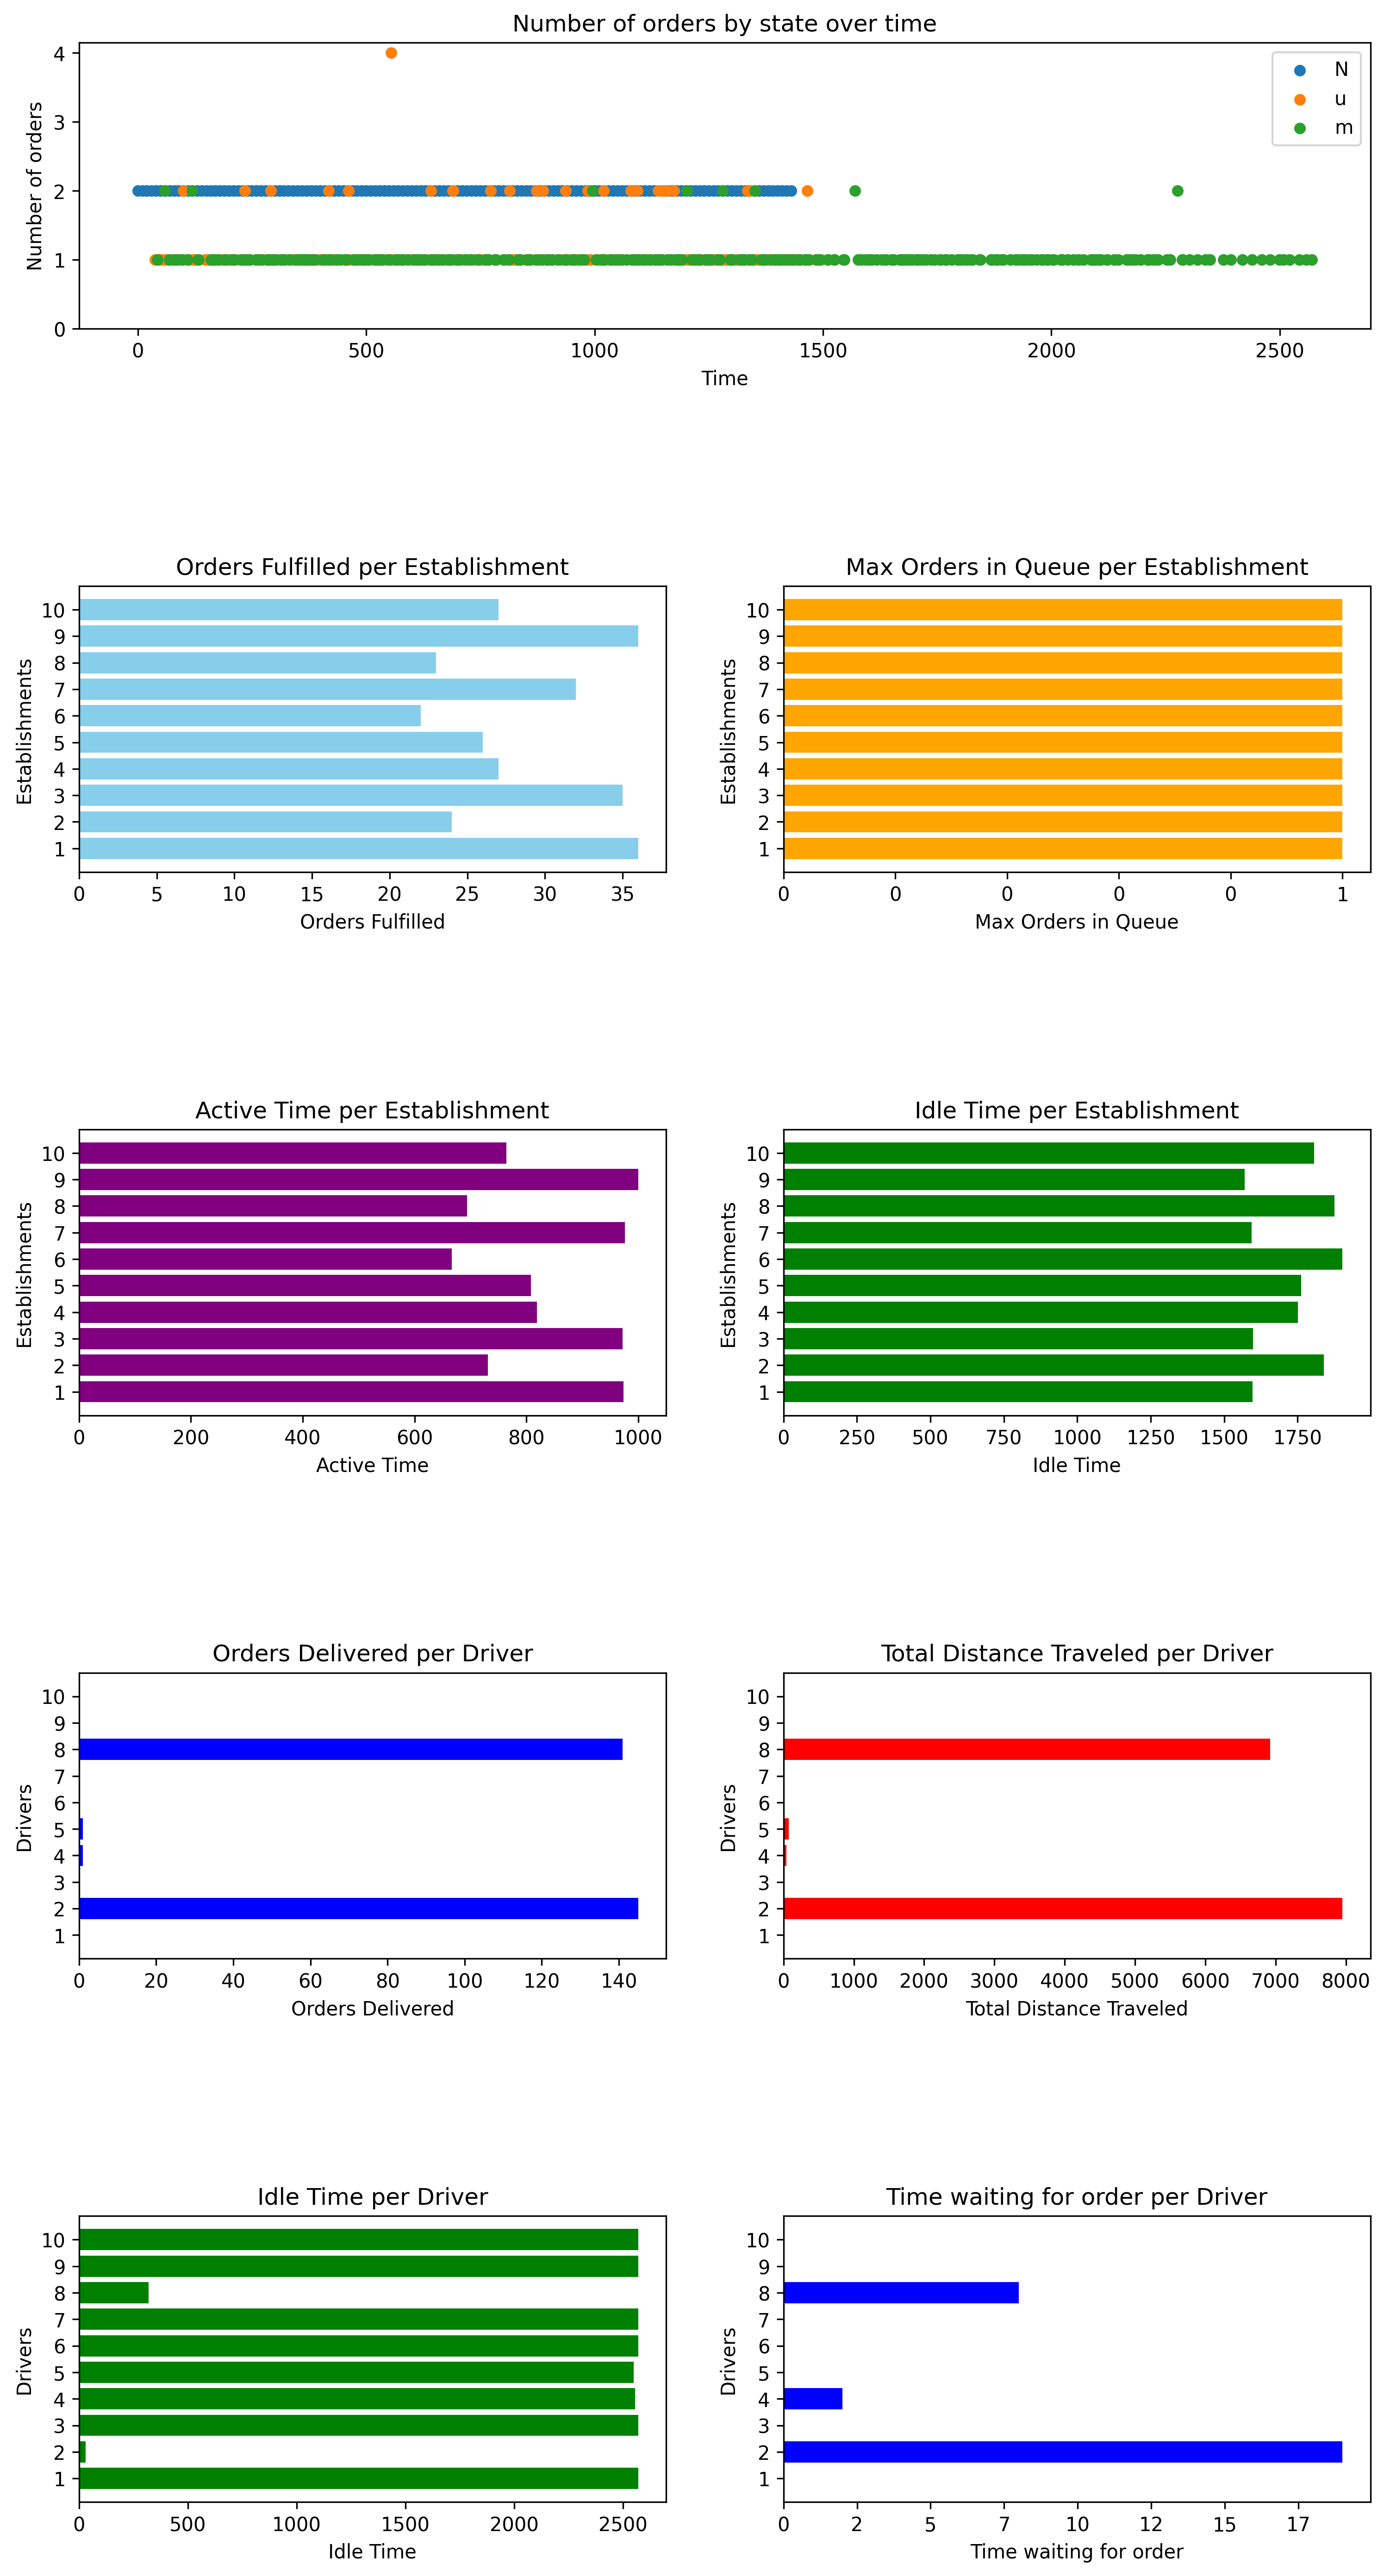 Number of orders by state over time
Number of orders
4
3
2
1
0
N
u
m
0 500 1000 1500 2000 2500
Time
Orders Fulfilled per Establishment
Establishments
10
9
8
7
6
5
4
3
2
1
0 5 10 15 20 25 30 35
Orders Fulfilled
Max Orders in Queue per Establishment
Establishments
10
9
8
7
6
5
4
3
2
1
0 0 0 0 0 1
Max Orders in Queue
Active Time per Establishment
Establishments
10
9
8
7
6
5
4
3
2
1
0 200 400 600 800 1000
Active Time
Idle Time per Establishment
Establishments
10
9
8
7
6
5
4
3
2
1
0 250 500 750 1000 1250 1500 1750
Idle Time
Orders Delivered per Driver
Drivers
10
9
8
7
6
5
4
3
2
1
0 20 40 60 80 100 120 140
Orders Delivered
Total Distance Traveled per Driver
Drivers
10
9
8
7
6
5
4
3
2
1
0 1000 2000 3000 4000 5000 6000 7000 8000
Total Distance Traveled
Idle Time per Driver
Drivers
10
9
8
7
6
5
4
3
2
1
0 500 1000 1500 2000 2500
Idle Time
Time waiting for order per Driver
Drivers
10
9
8
7
6
5
4
3
2
1
0 2 5 7 10 12 15 17
Time waiting for order